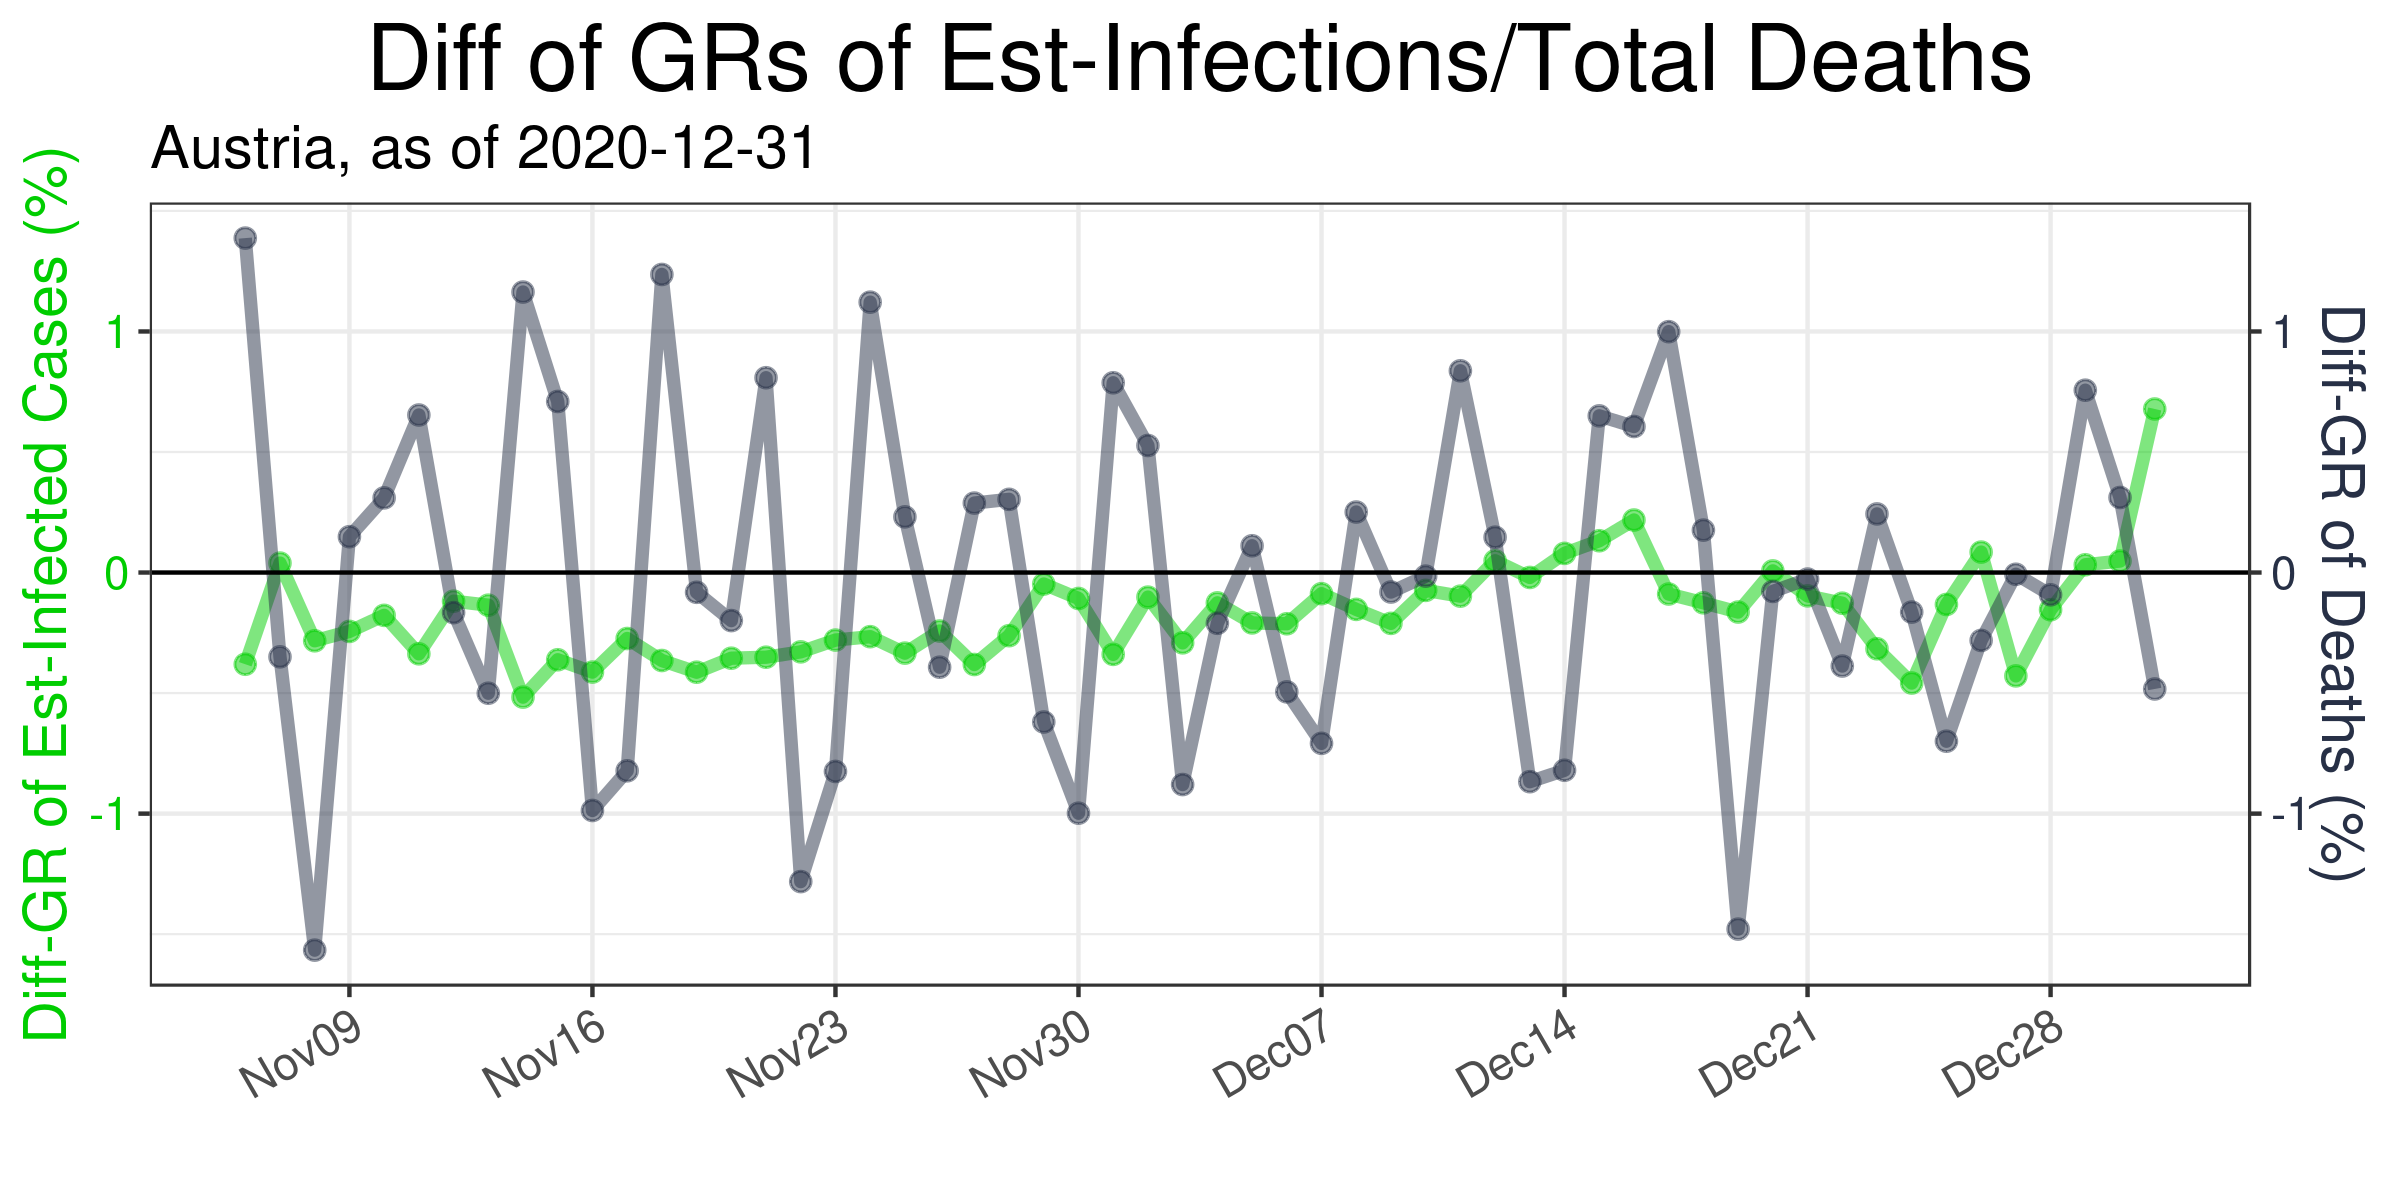 Diff of GRs of Est-Infections/Total Deaths
Austria, as of 2020-12-31
Diff-GR of Est-Infected Cases (%)
1
0
-1
1
0
-1
Diff-GR of Deaths (%)
Nov09
Nov16
Nov23
Nov30
Dec07
Dec14
Dec21
Dec28